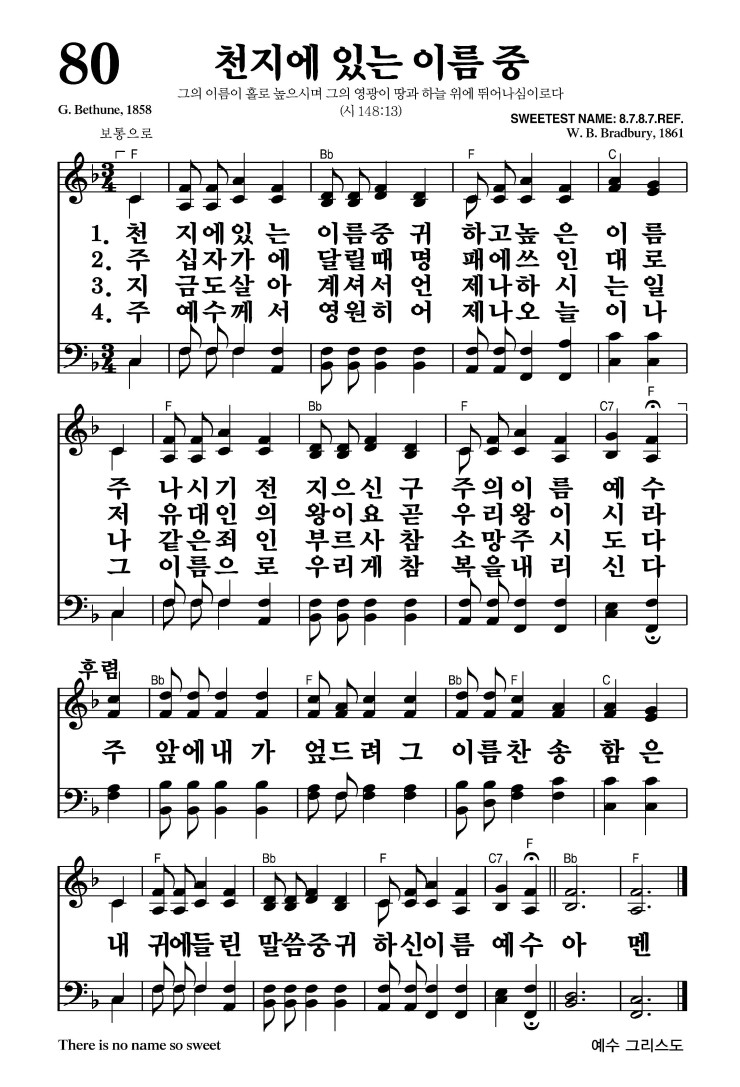 80
천지에 있는 이름 중
그의 이름이 홀로 높으시며 그의 영광이 땅과 하늘 위에 뛰어나심이로다
(시 148:13)
G. Bethune, 1858
SWEETEST NAME: 8.7.8.7.REF.
보통으로
W. B. Bradbury, 1861
F Bb F C
1. 천 지에있 는 이름중 귀 하고높 은 이 름
2. 주 십자가 에 달릴때 명 패에쓰 인 대 로
3. 지 금도살 아 계셔서 언 제나하 시 는 일
4. 주 예수께 서 영원히 어 제나오 늘 이 나
F Bb F C7 F
주 나시기 전 지으신 구 주의이 름 예 수
저 유대인 의 왕이요 곧 우리왕 이 시 라
나 같은죄 인 부르사 참 소망주 시 도 다
그 이름으 로 우리게 참 복을내 리 신 다
후렴
Bb F Bb F C
주 앞에내 가 엎드려 그 이름찬 송 함 은
F Bb F C7 F Bb F
내 귀에들 린 말씀중귀 하신이름 예 수 아 멘
There is no name so sweet
예수 그리스도